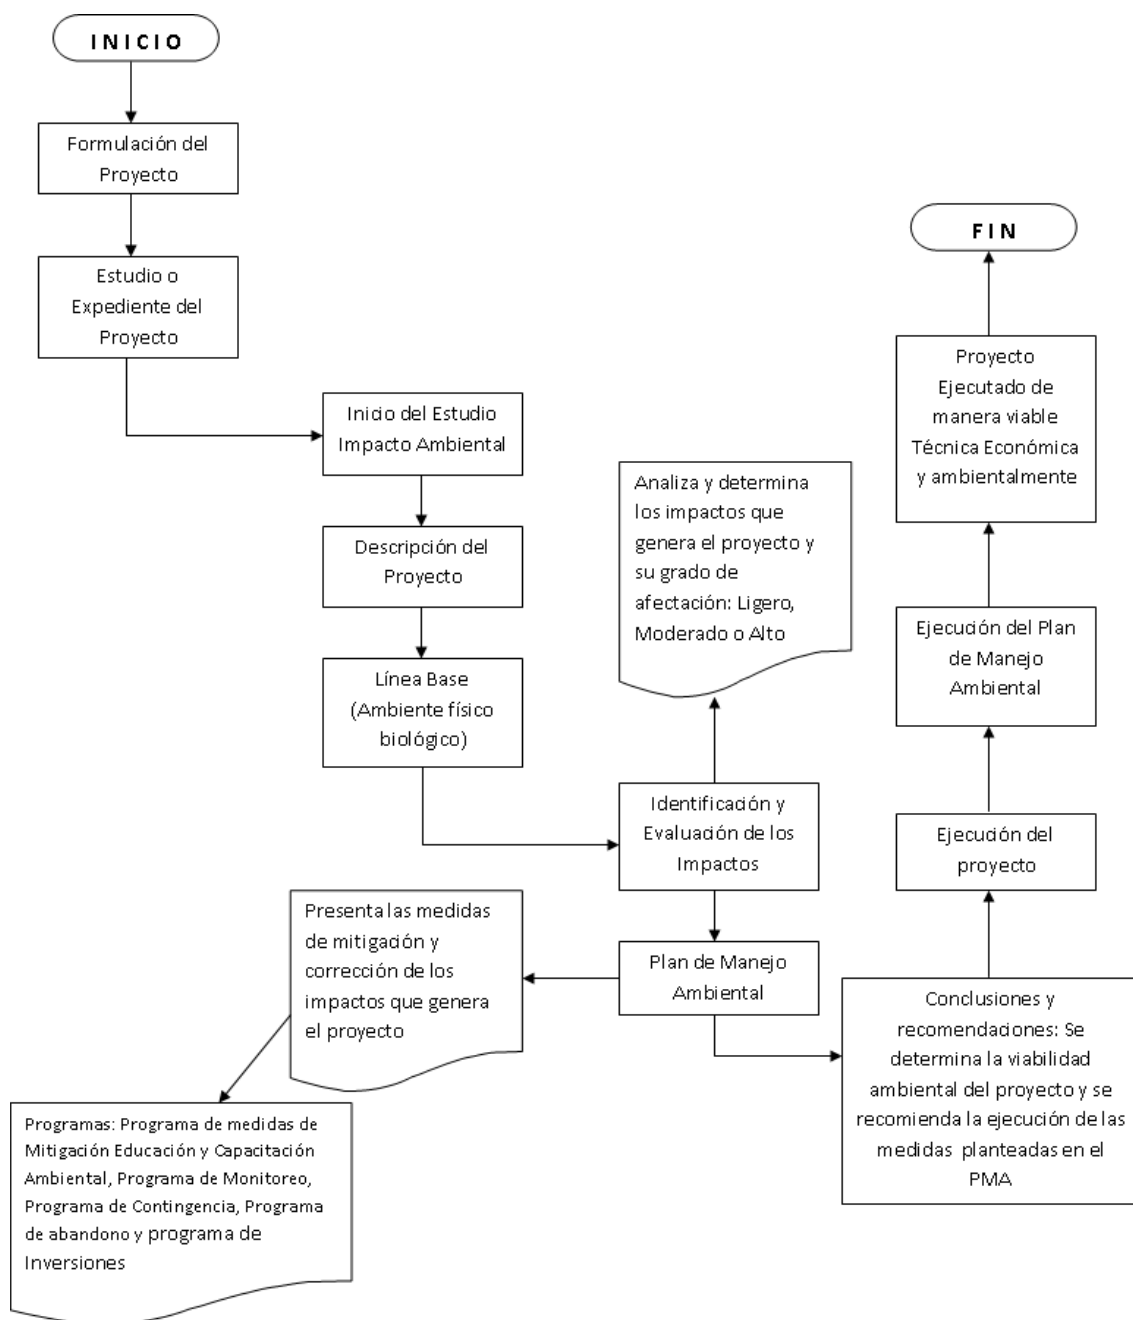 INICIO
Formulación del
Proyecto
Estudio o
Expediente del
Proyecto
Inicio del Estudio
Impacto Ambiental
Descripción del
Proyecto
Línea Base
(Ambiente físico
biológico)
Analiza y determina
los impactos que
genera el proyecto y
su grado de
afectación: Ligero,
Moderado o Alto
Identificación y
Evaluación de los
Impactos
Plan de Manejo
Ambiental
Presenta las medidas
de mitigación y
corrección de los
impactos que genera
el proyecto
Programas: Programa de medidas de
Mitigación Educación y Capacitación
Ambiental, Programa de Monitoreo,
Programa de Contingencia, Programa
de abandono y programa de
Inversiones
Conclusiones y
recomendaciones: Se
determina la viabilidad
ambiental del proyecto y se
recomienda la ejecución de las
medidas planteadas en el
PMA
Ejecución del
proyecto
Ejecución del Plan
de Manejo
Ambiental
Proyecto
Ejecutado de
manera viable
Técnica Económica
y ambientalmente
FIN